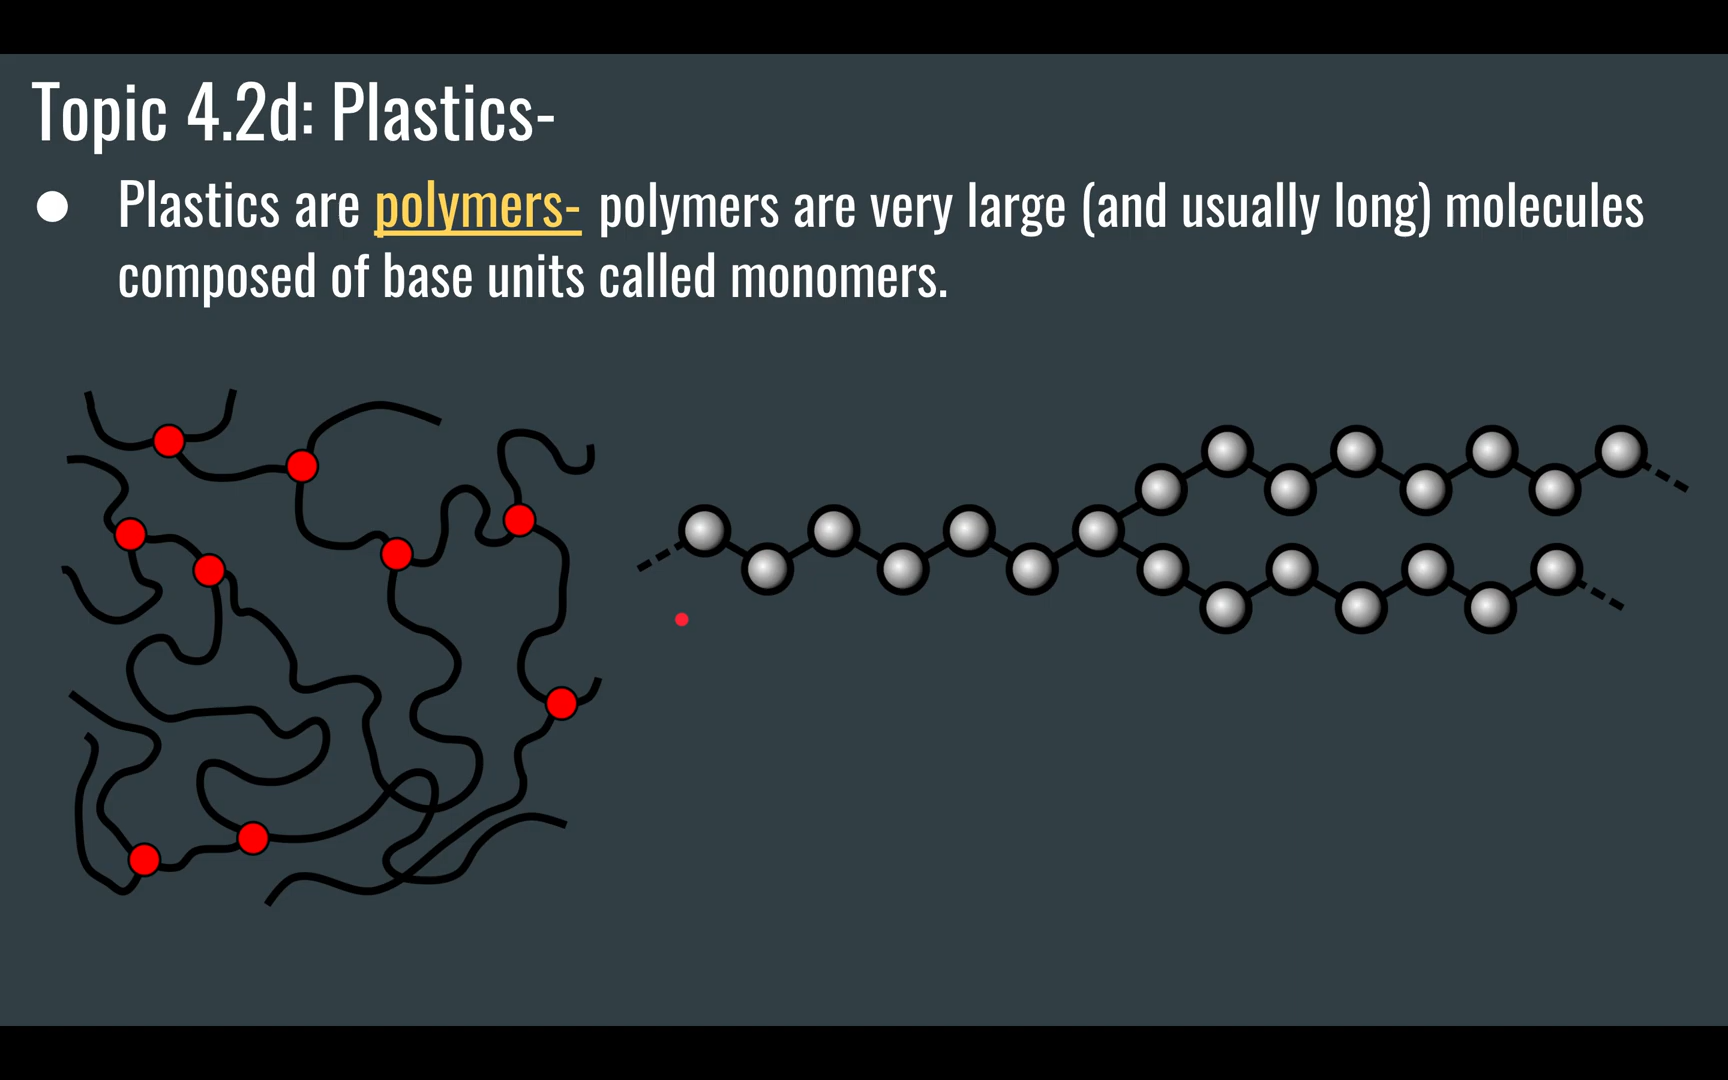 Topic 4.2d: Plastics-
● Plastics are polymers- polymers are very large (and usually long) molecules
composed of base units called monomers.